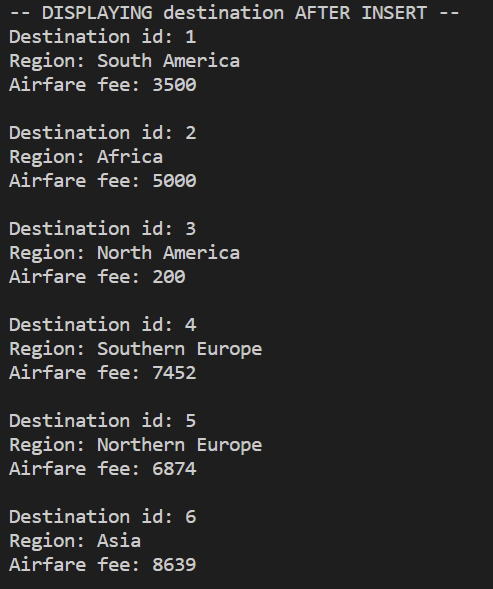 -- DISPLAYING destination AFTER INSERT --
Destination id: 1
Region: South America
Airfare fee: 3500
Destination id: 2
Region: Africa
Airfare fee: 5000
Destination id: 3
Region: North America
Airfare fee: 200
Destination id: 4
Region: Southern Europe
Airfare fee: 7452
Destination id: 5
Region: Northern Europe
Airfare fee: 6874
Destination id: 6
Region: Asia
Airfare fee: 8639